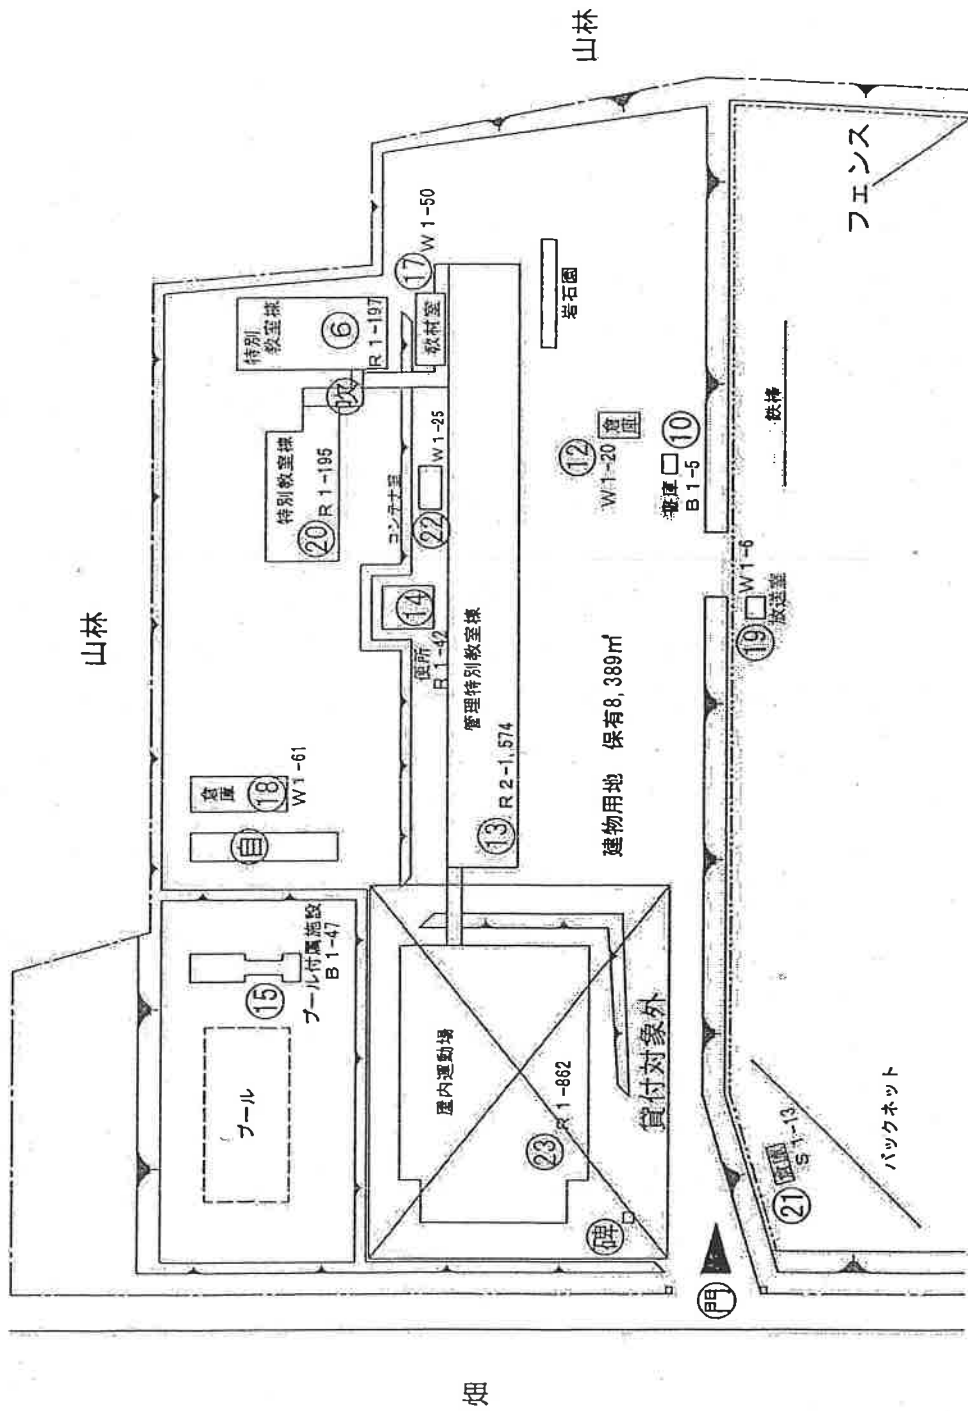 山林
山林
特別
教室棟
⑥
R1-197
⑰
W1-50
教材室
吹
特別教室棟
⑳
R1-195
コンテナ室
㉒
W1-25
⑭
便所
R1-42
管理特別教室棟
⑬
R2-1,574
岩石園
⑫
W1-20
倉庫
⑩
B1-5
建物用地 保有8,389㎡
フェンス
鉄棒
⑲
W1-6
放送室
倉庫
⑱
W1-61
自
⑮
プール付属施設
B1-47
プール
屋内運動場
㉓
R1-862
貸付対象外
碑
門
㉑
S1-13
バックネット
畑